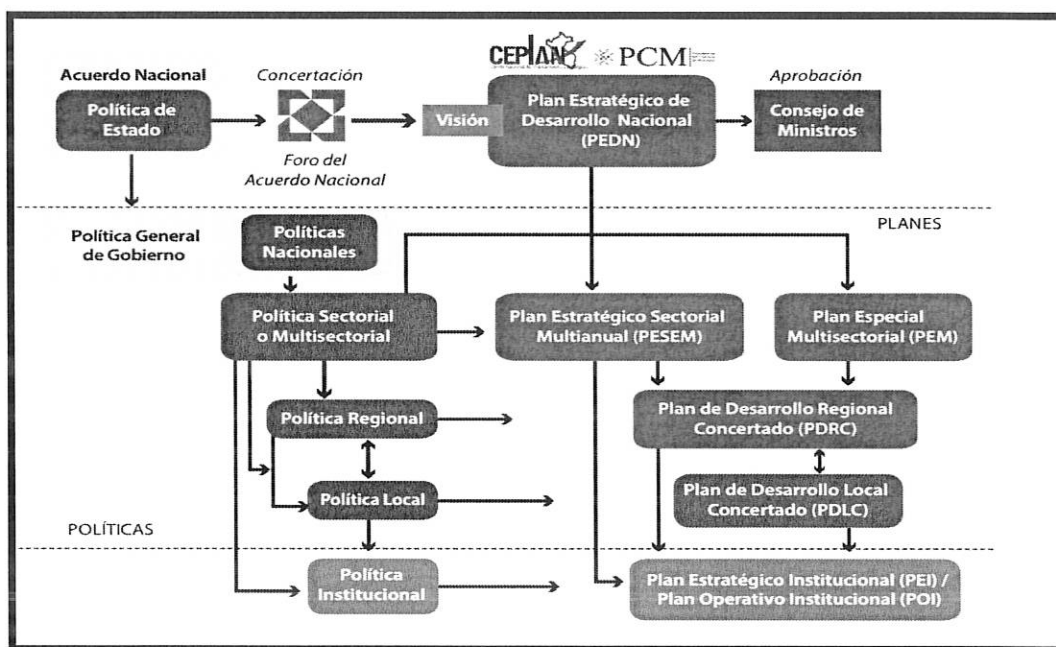 CEPLAN PCM
Acuerdo Nacional
Política de
Estado
Concertación
Foro del
Acuerdo Nacional
Visión
Plan Estratégico de
Desarrollo Nacional
(PEDN)
Aprobación
Consejo de
Ministros
Política General
de Gobierno
Políticas
Nacionales
PLANES
Política Sectorial
o Multisectorial
Plan Estratégico Sectorial
Multianual (PESEM)
Plan Especial
Multisectorial (PEM)
Política Regional
Plan de Desarrollo Regional
Concertado (PDRC)
Política Local
Plan de Desarrollo Local
Concertado (PDLC)
POLÍTICAS
Política
Institucional
Plan Estratégico Institucional (PEI) /
Plan Operativo Institucional (POI)